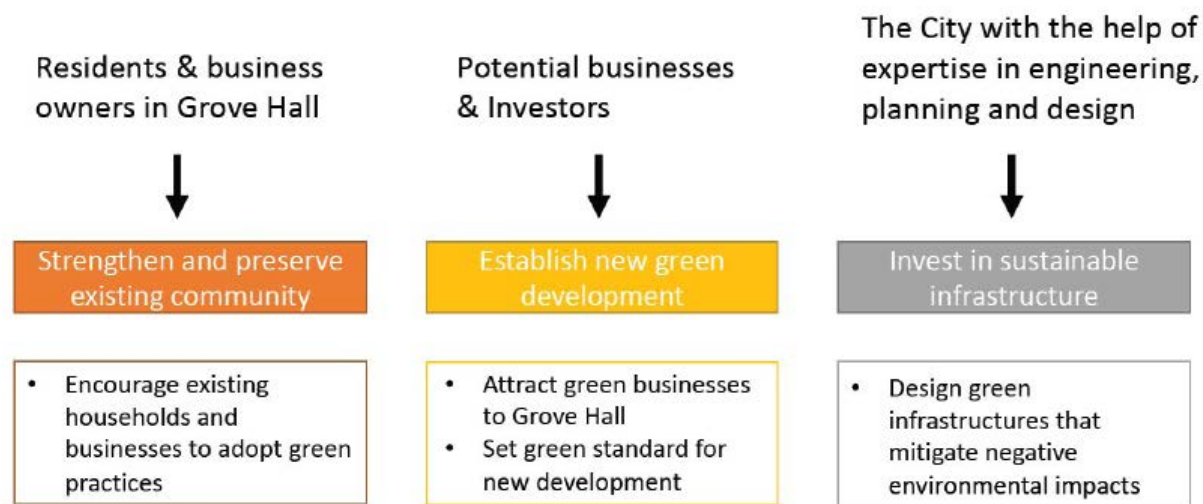 Residents & business
owners in Grove Hall
Potential businesses
& Investors
The City with the help of
expertise in engineering,
planning and design
Strengthen and preserve
existing community
Establish new green
development
Invest in sustainable
infrastructure
• Encourage existing
households and
businesses to adopt green
practices
• Attract green businesses
to Grove Hall
• Set green standard for
new development
• Design green
infrastructures that
mitigate negative
environmental impacts